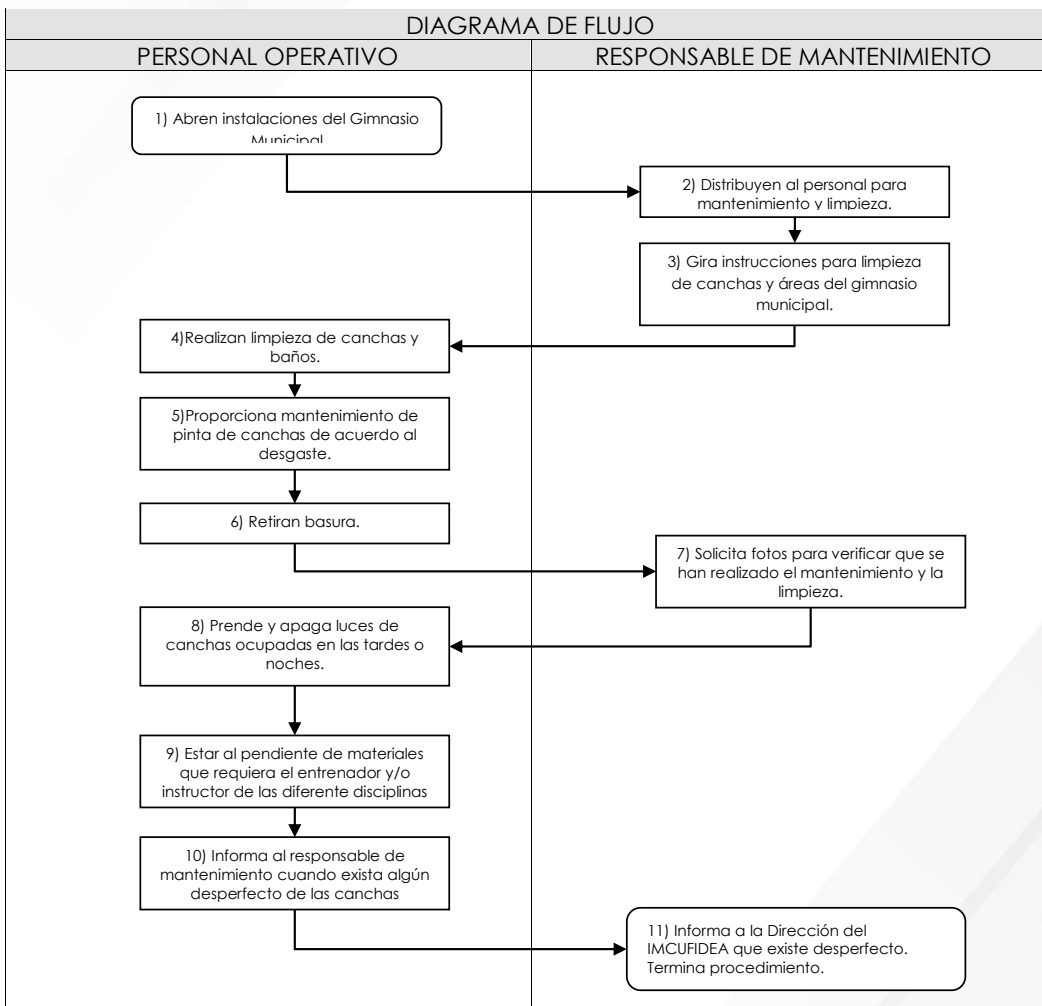 DIAGRAMA DE FLUJO
PERSONAL OPERATIVO
RESPONSABLE DE MANTENIMIENTO
1) Abren instalaciones del Gimnasio
Municipal
2) Distribuyen al personal para
mantenimiento y limpieza.
3) Gira instrucciones para limpieza
de canchas y áreas del gimnasio
municipal.
4)Realizan limpieza de canchas y
baños.
5)Proporciona mantenimiento de
pinta de canchas de acuerdo al
desgaste.
6) Retiran basura.
7) Solicita fotos para verificar que se
han realizado el mantenimiento y la
limpieza.
8) Prende y apaga luces de
canchas ocupadas en las tardes o
noches.
9) Estar al pendiente de materiales
que requiera el entrenador y/o
instructor de las diferente disciplinas
10) Informa al responsable de
mantenimiento cuando exista algún
desperfecto de las canchas
11) Informa a la Dirección del
IMCUFIDEA que existe desperfecto.
Termina procedimiento.